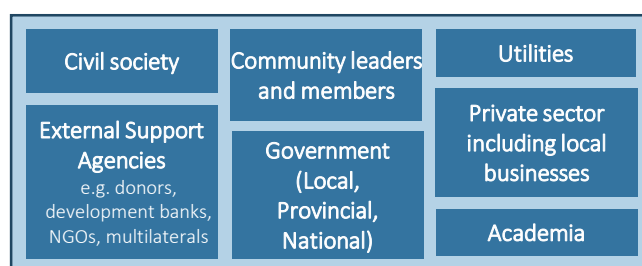 Civil society
External Support
Agencies
e.g. donors,
development banks,
NGOs, multilaterals
Community leaders
and members
Government
(Local,
Provincial,
National)
Utilities
Private sector
including local
businesses
Academia